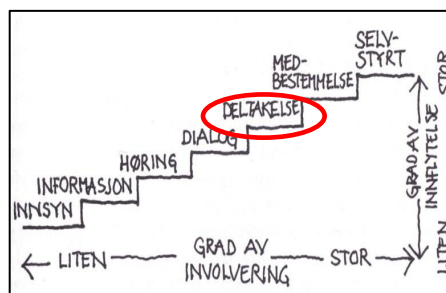 SELV-
STYRT
MED-
BESTEMMELSE
DELTAKELSE
DIALOG
HØRING
INFORMASJON
INNSYN
STOR
GRAD AV
INNFLYTELSE
LITEN
LITEN
GRAD AV
INVOLVERING
STOR